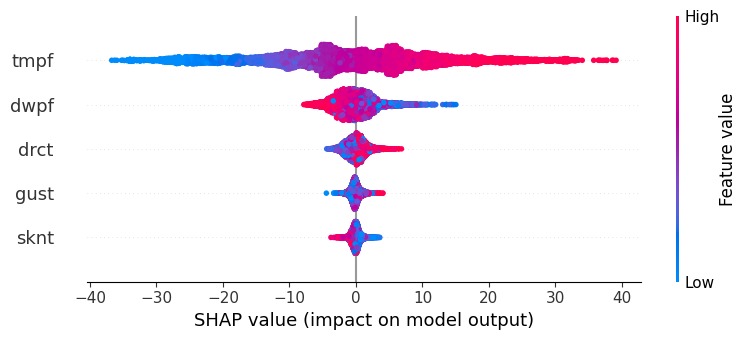 High
tmpf
dwpf
drct
gust
sknt
Feature value
Low
−40 −30 −20 −10 0 10 20 30 40
SHAP value (impact on model output)